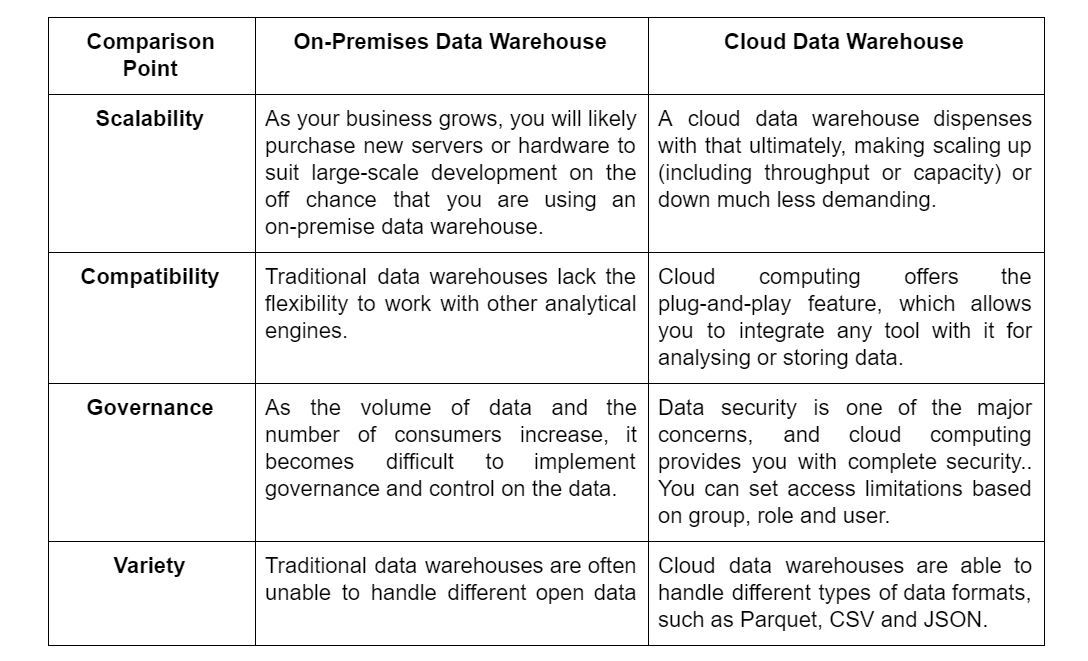 Comparison
Point
On-Premises Data Warehouse
Cloud Data Warehouse
Scalability
As your business grows, you will likely
purchase new servers or hardware to
suit large-scale development on the
off chance that you are using an
on-premise data warehouse.
A cloud data warehouse dispenses
with that ultimately, making scaling up
(including throughput or capacity) or
down much less demanding.
Compatibility
Traditional data warehouses lack the
flexibility to work with other analytical
engines.
Cloud computing offers the
plug-and-play feature, which allows
you to integrate any tool with it for
analysing or storing data.
Governance
As the volume of data and the
number of consumers increase, it
becomes difficult to implement
governance and control on the data.
Data security is one of the major
concerns, and cloud computing
provides you with complete security..
You can set access limitations based
on group, role and user.
Variety
Traditional data warehouses are often
unable to handle different open data
Cloud data warehouses are able to
handle different types of data formats,
such as Parquet, CSV and JSON.